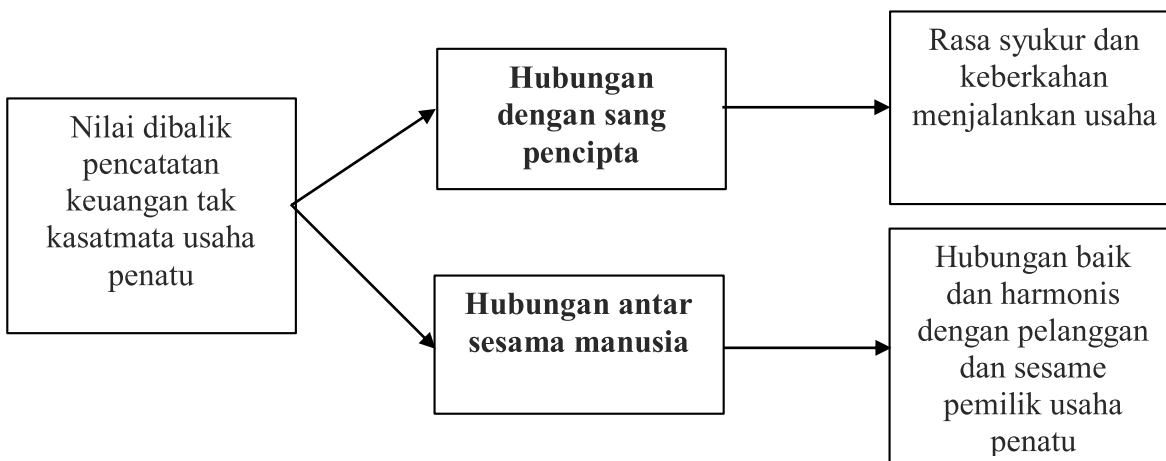 Nilai dibalik
pencatatan
keuangan tak
kasatmata usaha
penatu
Hubungan
dengan sang
pencipta
Rasa syukur dan
keberkahan
menjalankan usaha
Hubungan antar
sesama manusia
Hubungan baik
dan harmonis
dengan pelanggan
dan sesame
pemilik usaha
penatu